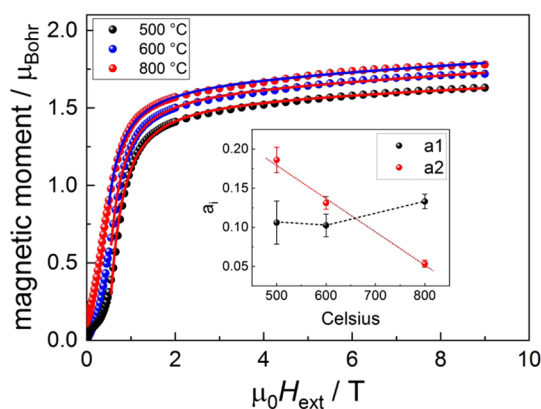 magnetic moment / μBohr
2.0
1.5
1.0
0.5
0.0
500 °C
600 °C
800 °C
0.20
0.15
0.10
0.05
ai
a1
a2
500 600 700 800
Celsius
0 2 4 6 8 10
μ0Hext / T